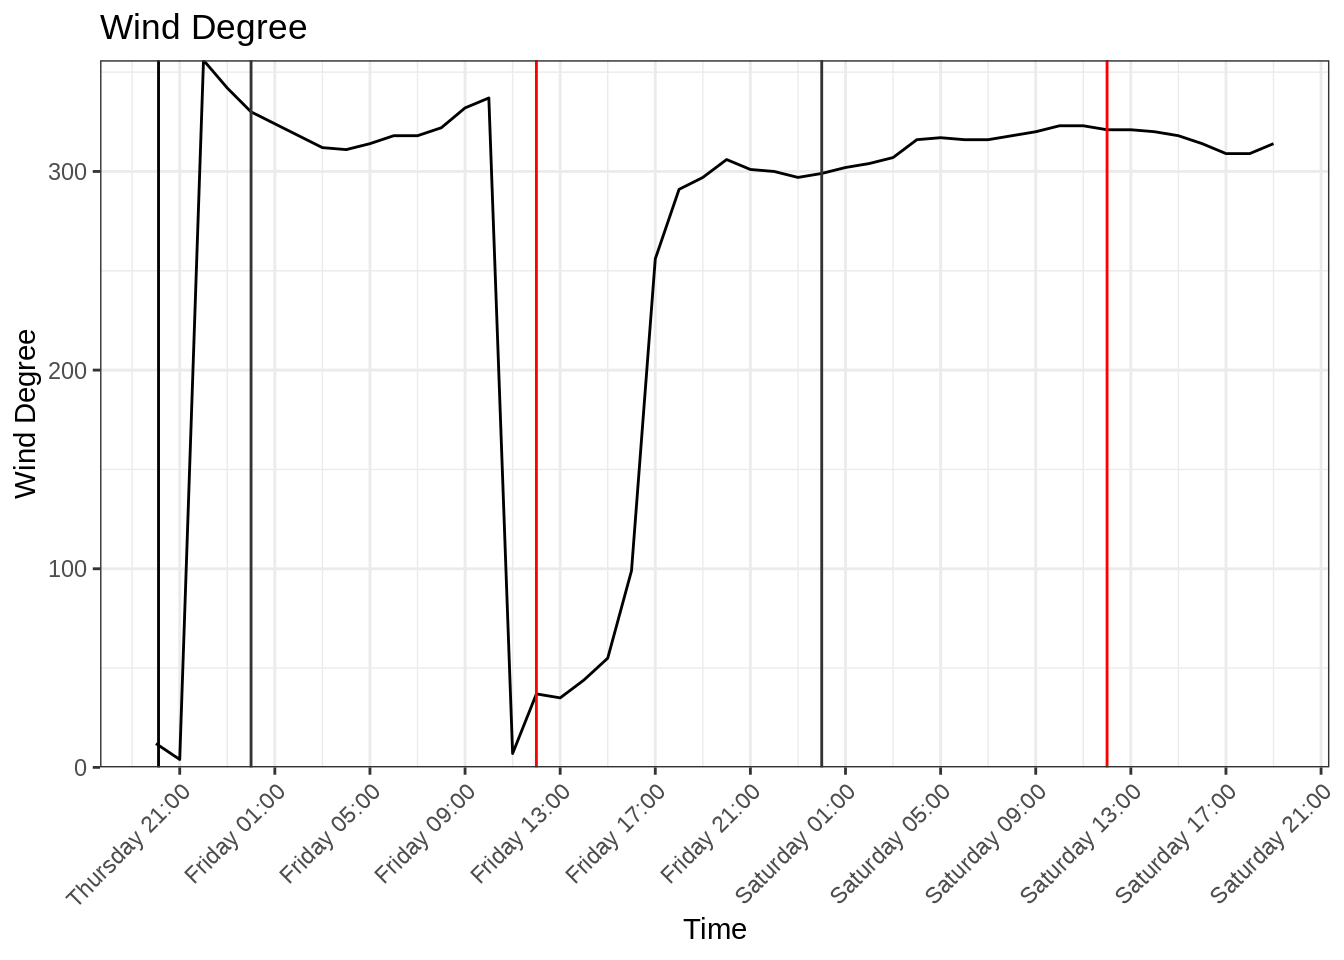 Wind Degree
Wind Degree
300
200
100
0
Thursday 21:00
Friday 01:00
Friday 05:00
Friday 09:00
Friday 13:00
Friday 17:00
Friday 21:00
Saturday 01:00
Saturday 05:00
Saturday 09:00
Saturday 13:00
Saturday 17:00
Saturday 21:00
Time